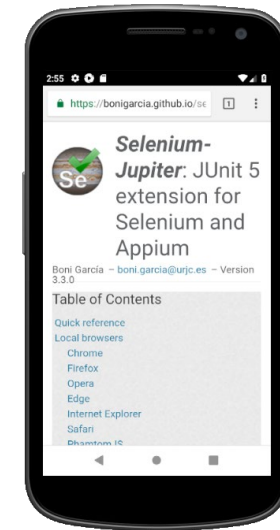 2:55
https://bonigarcia.github.io/se
1
Se
Selenium-
Jupiter: JUnit 5
extension for
Selenium and
Appium
Boni García – boni.garcia@urjc.es – Version
3.3.0
Table of Contents
Quick reference
Local browsers
Chrome
Firefox
Opera
Edge
Internet Explorer
Safari
PhamtomJS